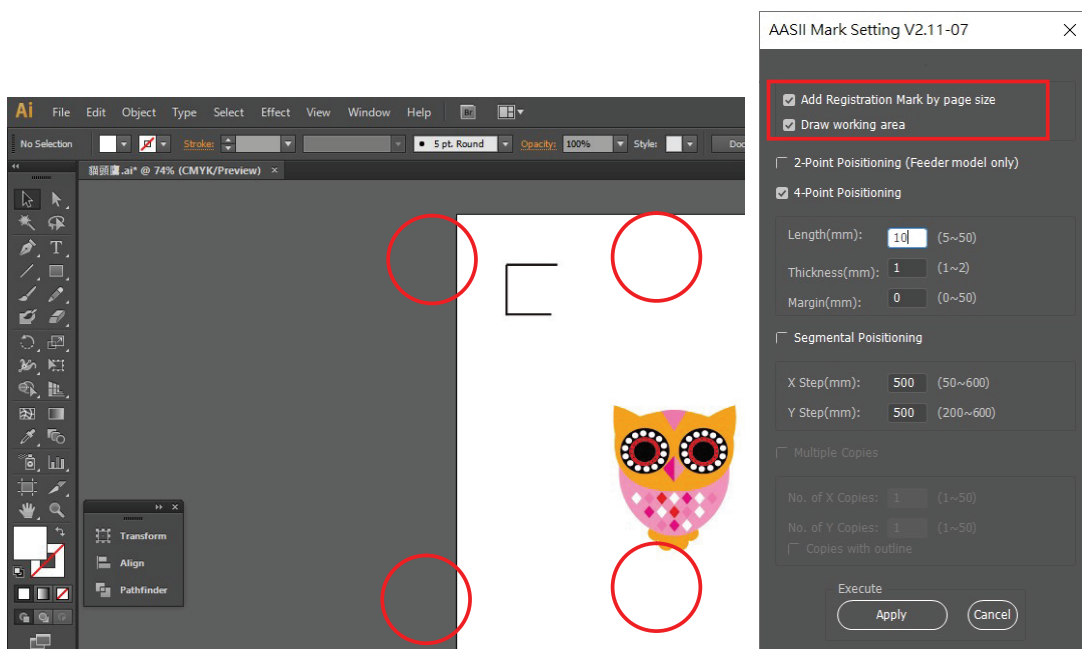 AASII Mark Setting V2.11-07
Add Registration Mark by page size
Draw working area
2-Point Poisitioning (Feeder model only)
4-Point Poisitioning
Length(mm): 10 (5~50)
Thickness(mm): 1 (1~2)
Margin(mm): 0 (0~50)
Segmental Poisitioning
X Step(mm): 500 (50~600)
Y Step(mm): 500 (200~600)
Multiple Copies
No. of X Copies: 1 (1~50)
No. of Y Copies: 1 (1~50)
Copies with outline
Execute
Apply Cancel
Ai File Edit Object Type Select Effect View Window Help Br
No Selection Stroke: 5 pt. Round Opacity: 100% Style: Doc
貓頭鷹.ai* @ 74% (CMYK/Preview) ×
Transform
Align
Pathfinder